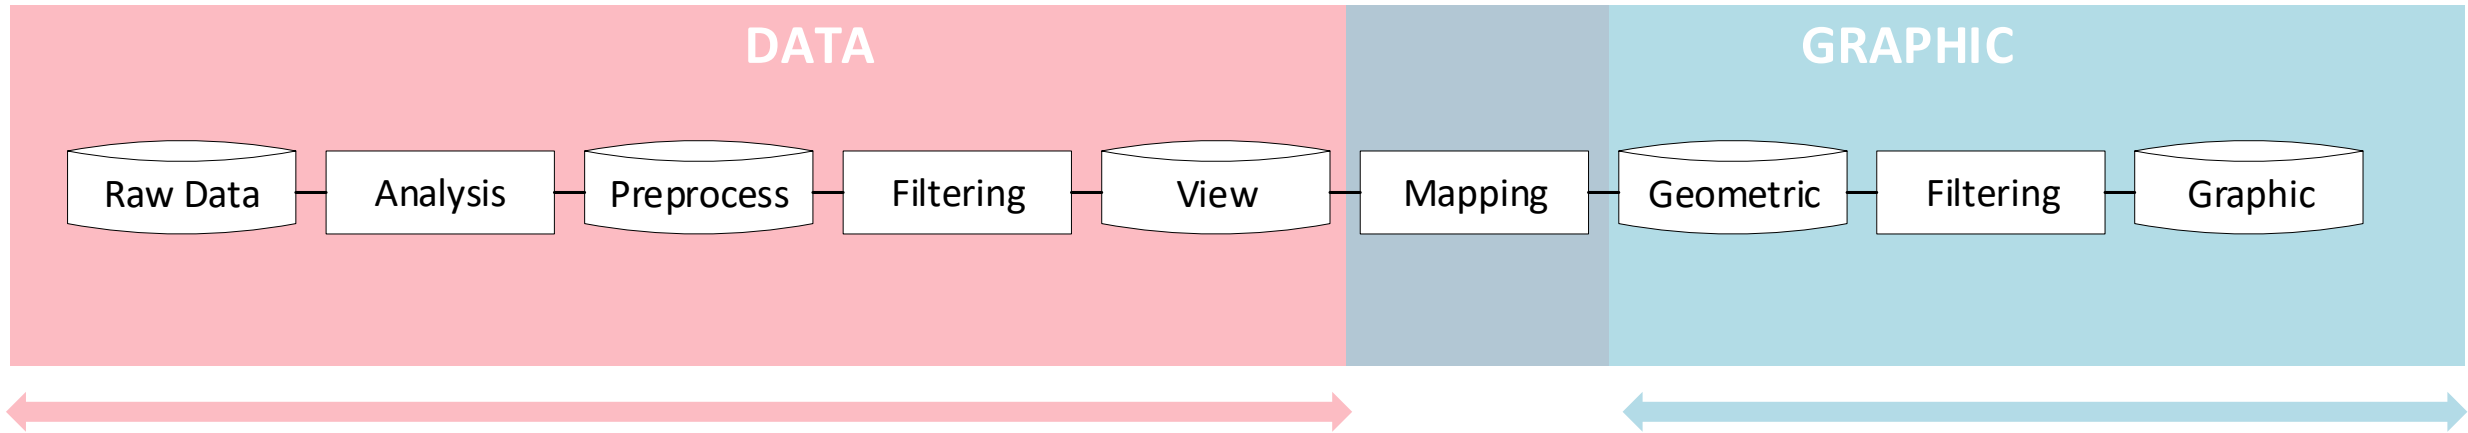 DATA
GRAPHIC
Raw Data
Analysis
Preprocess
Filtering
View
Mapping
Geometric
Filtering
Graphic